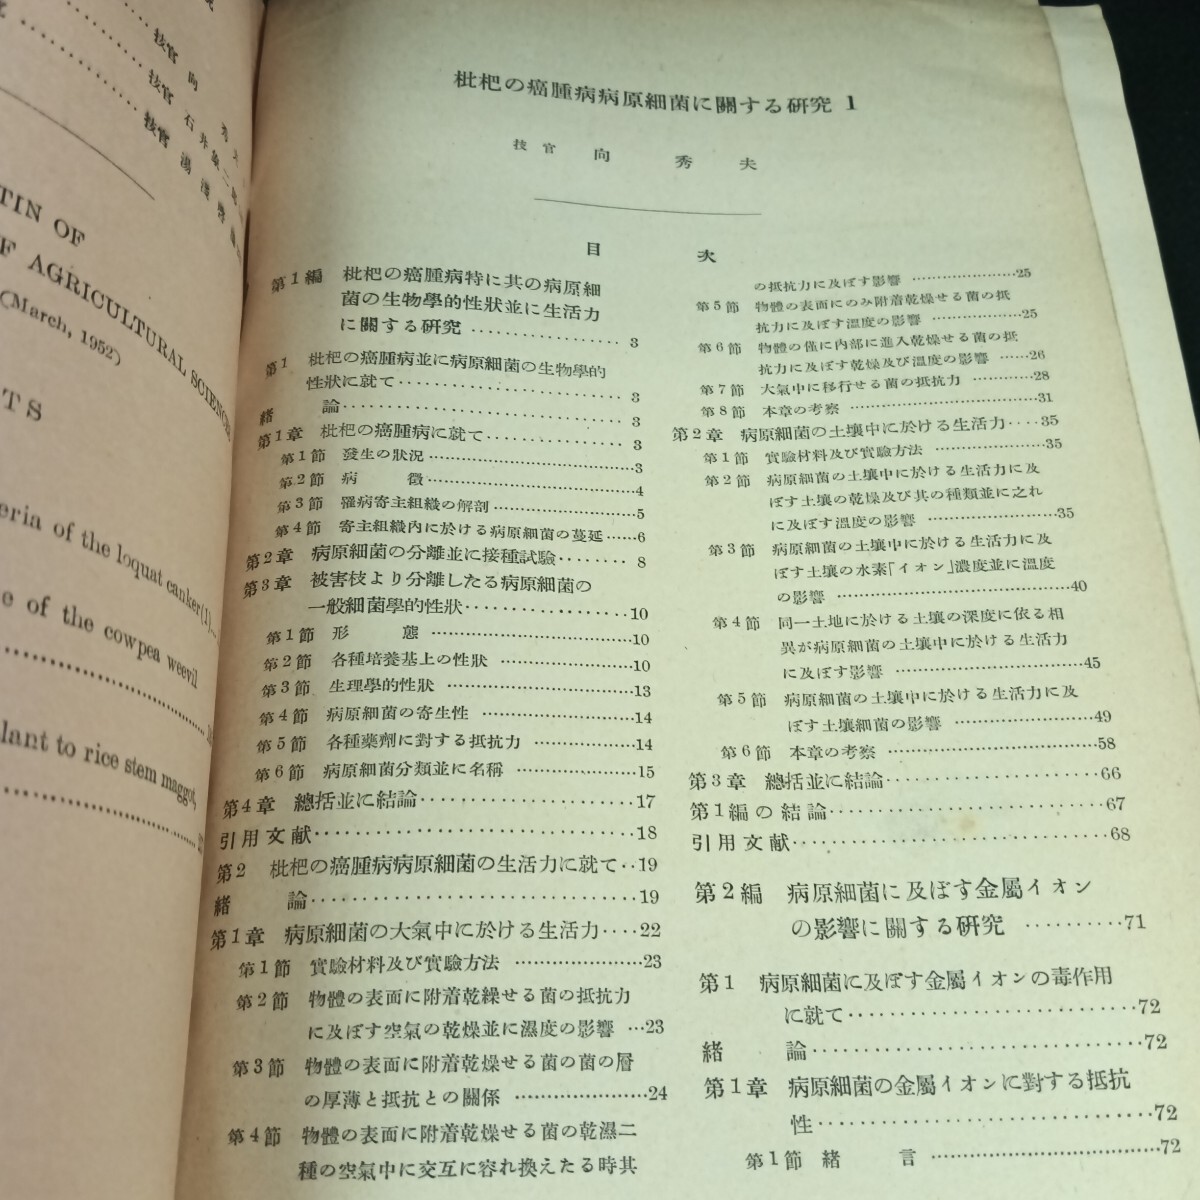 技官 向 秀夫
技官 石井象二郎
技官 湯淺啓
TIN OF
F AGRICULTURAL SCIENCES
(March, 1952)
TS
eria of the loquat canker(1)...
e of the cowpea weevil
lant to rice stem maggot,
枇杷の癌腫病病原細菌に關する硏究 1
技官 向 秀 夫
目 次
第1編 枇杷の癌腫病特に其の病原細
菌の生物學的性狀並に生活力
に關する硏究 ············ 3
第1 枇杷の癌腫病並に病原細菌の生物學的
性狀に就て························ 3
緒 論······························ 3
第1章 枇杷の癌腫病に就て·············· 3
第1節 發生の狀況························3
第2節 病 徵························4
第3節 罹病寄主組織の解剖················5
第4節 寄主組織內に於ける病原細菌の蔓延······6
第2章 病原細菌の分離並に接種試驗········ 8
第3章 被害枝より分離したる病原細菌の
一般細菌學的性狀················10
第1節 形 態 ························10
第2節 各種培養基上の性狀 ················10
第3節 生理學的性狀 ······················13
第4節 病原細菌の寄生性 ··················14
第5節 各種藥劑に對する抵抗力 ············14
第6節 病原細菌分類並に名稱 ··············15
第4章 總括並に結論······················17
引用文献································18
第2 枇杷の癌腫病病原細菌の生活力に就て··19
緒 論································19
第1章 病原細菌の大氣中に於ける生活力····22
第1節 實驗材料及び實驗方法 ··············23
第2節 物體の表面に附着乾繰せる菌の抵抗力
に及ぼす空氣の乾燥並に濕度の影響 ···23
第3節 物體の表面に附着乾燥せる菌の菌の層
の厚薄と抵抗との關係 ················24
第4節 物體の表面に附着乾燥せる菌の乾濕二
種の空氣中に交互に容れ換えたる時其
の抵抗力に及ぼす影響 ···············25
第5節 物體の表面にのみ附着乾燥せる菌の抵
抗力に及ぼす溫度の影響 ············25
第6節 物體の僅に內部に進入乾燥せる菌の抵
抗力に及ぼす乾燥及び溫度の影響 ······26
第7節 大氣中に移行せる菌の抵抗力 ········28
第8節 本章の考察 ························31
第2章 病原細菌の土壤中に於ける生活力····35
第1節 實驗材料及び實驗方法 ··············35
第2節 病原細菌の土壤中に於ける生活力に及
ぼす土壤の乾燥及び其の種類並に之れ
に及ぼす溫度の影響 ················35
第3節 病原細菌の土壤中に於ける生活力に及
ぼす土壤の水素「イオン」濃度並に溫度
の影響 ····························40
第4節 同一土地に於ける土壤の深度に依る相
異が病原細菌の土壤中に於ける生活力
に及ぼす影響 ······················45
第5節 病原細菌の土壤中に於ける生活力に及
ぼす土壤細菌の影響 ················49
第6節 本章の考察 ························58
第3章 總括並に結論······················66
第1編の結論····························67
引用文献································68
第2編 病原細菌に及ぼす金屬イオン
の影響に關する硏究 ··········71
第1 病原細菌に及ぼす金屬イオンの毒作用
に就て····························72
緒 論································72
第1章 病原細菌の金屬イオンに對する抵抗
性································72
第1節 緒 言 ························72